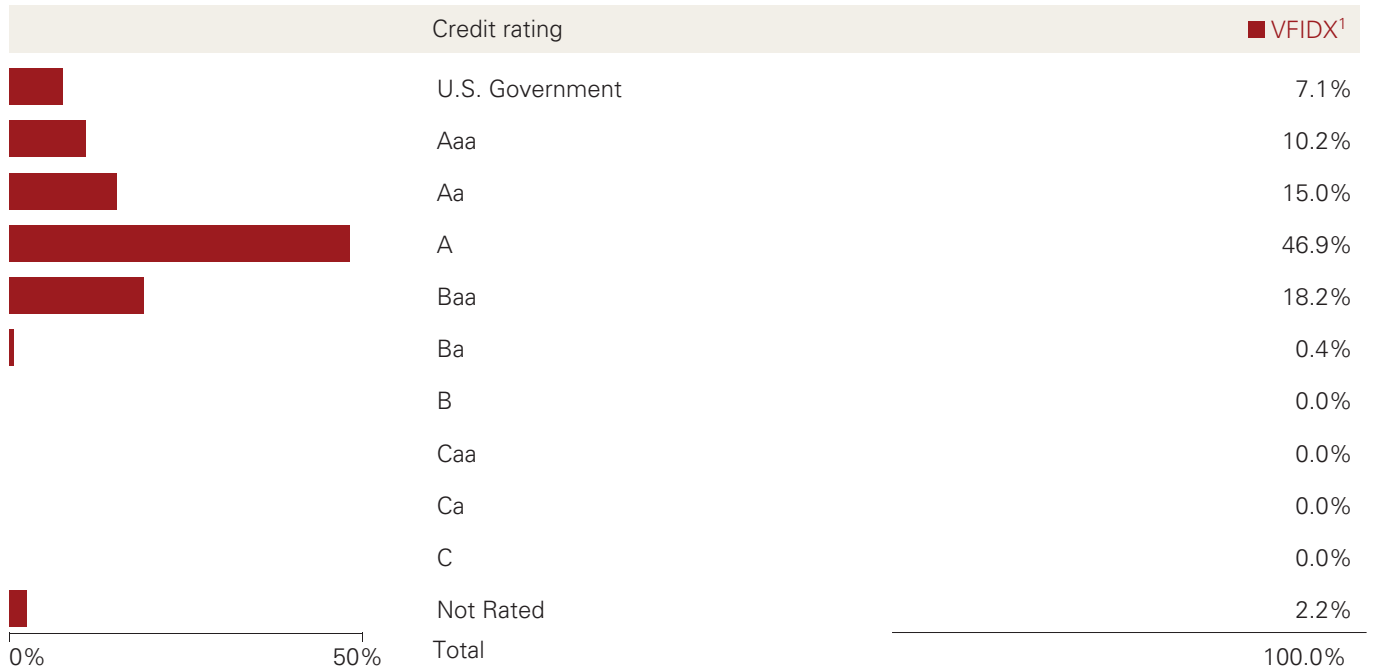 Credit rating VFIDX¹
U.S. Government 7.1%
Aaa 10.2%
Aa 15.0%
A 46.9%
Baa 18.2%
Ba 0.4%
B 0.0%
Caa 0.0%
Ca 0.0%
C 0.0%
Not Rated 2.2%
0% 50% Total 100.0%